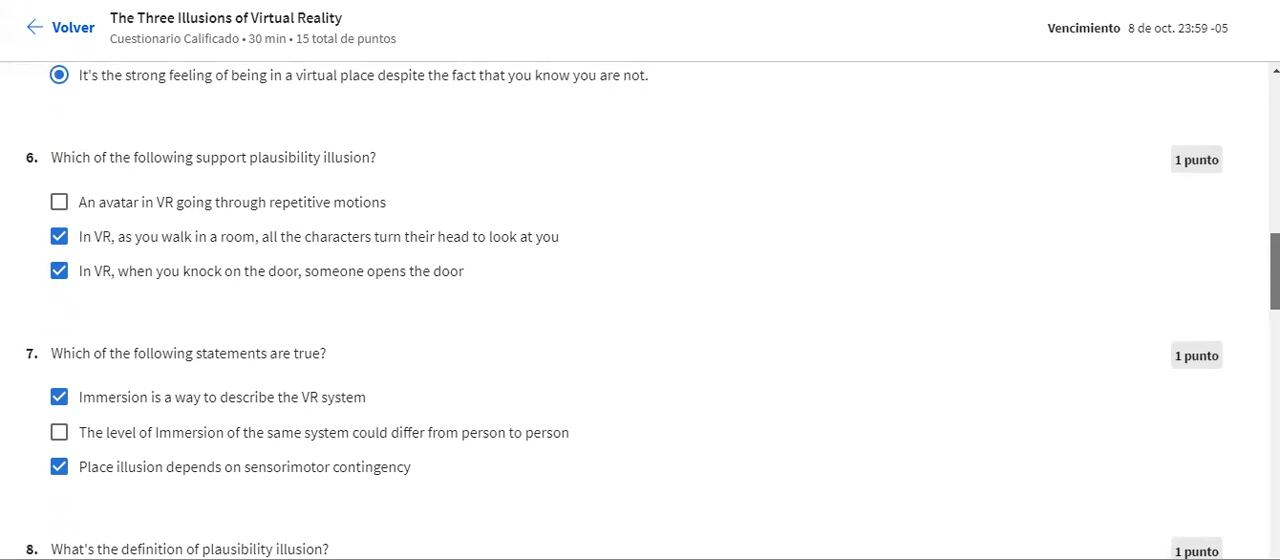 Volver
The Three Illusions of Virtual Reality
Cuestionario Calificado • 30 min • 15 total de puntos
Vencimiento 8 de oct. 23:59 -05
It's the strong feeling of being in a virtual place despite the fact that you know you are not.
6. Which of the following support plausibility illusion?
1 punto
An avatar in VR going through repetitive motions
In VR, as you walk in a room, all the characters turn their head to look at you
In VR, when you knock on the door, someone opens the door
7. Which of the following statements are true?
1 punto
Immersion is a way to describe the VR system
The level of Immersion of the same system could differ from person to person
Place illusion depends on sensorimotor contingency
8. What's the definition of plausibility illusion?
1 punto